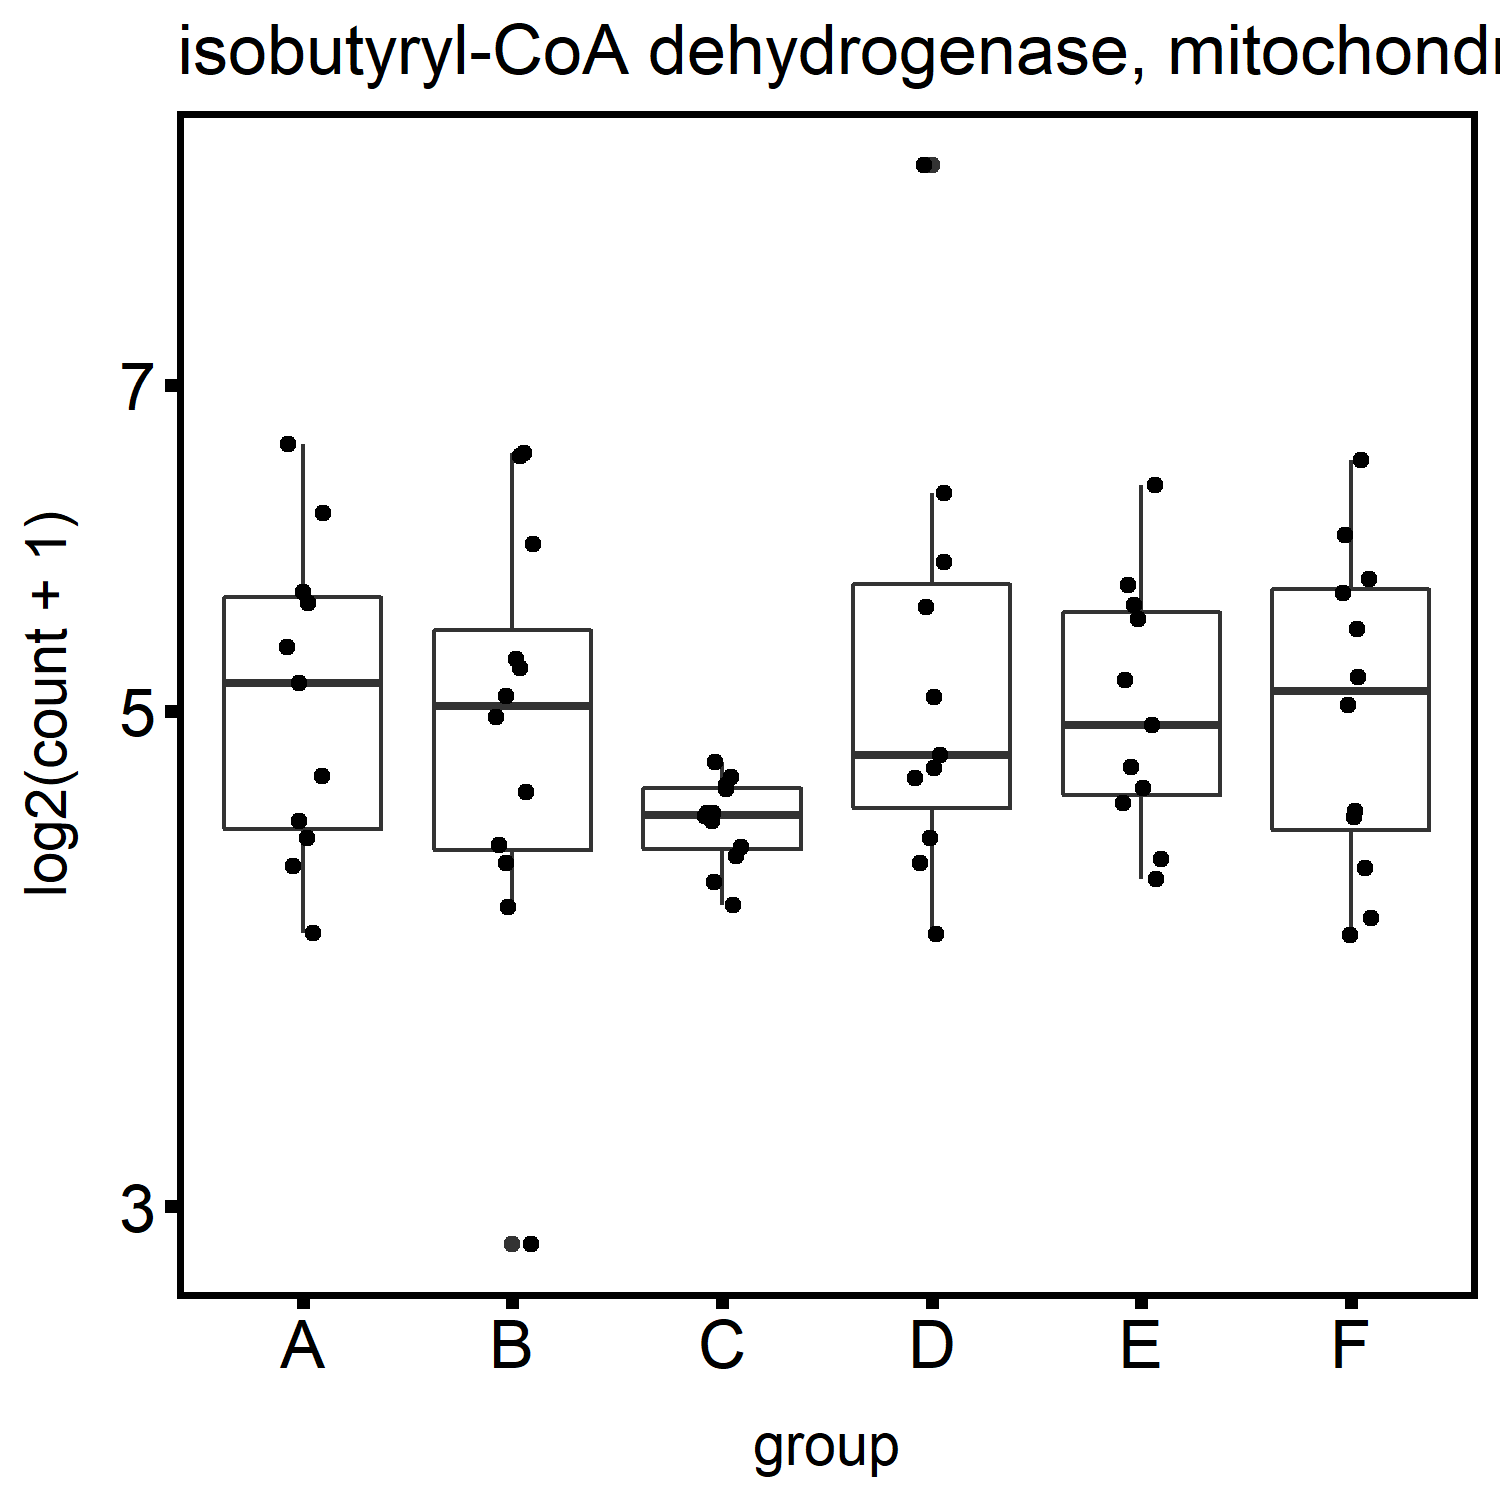 isobutyryl-CoA dehydrogenase, mitochondr
log2(count + 1)
7
5
3
A B C D E F
group